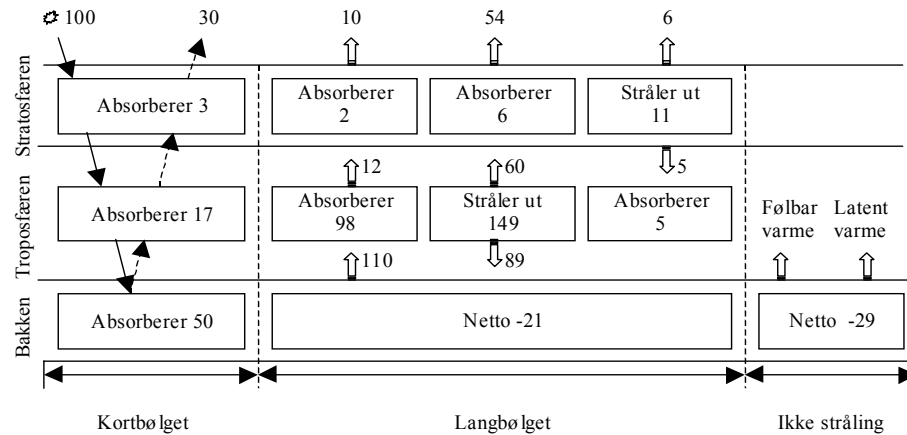 100
30
10
54
6
Stratosfæren
Absorberer 3
Absorberer
2
Absorberer
6
Stråler ut
11
12
60
5
Troposfæren
Absorberer 17
Absorberer
98
Stråler ut
149
Absorberer
5
Følbar
varme
Latent
varme
110
89
Bakken
Absorberer 50
Netto -21
Netto -29
Kortbølget
Langbølget
Ikke stråling